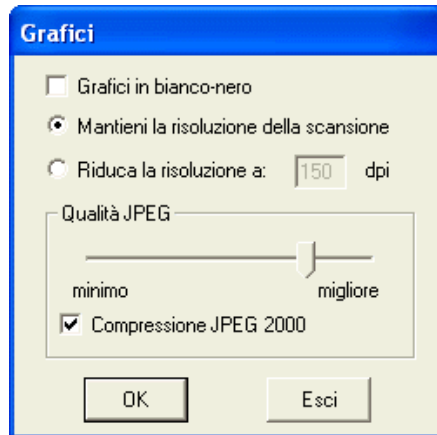 Grafici
Grafici in bianco-nero
Mantieni la risoluzione della scansione
Riduca la risoluzione a: 150 dpi
Qualità JPEG
minimo migliore
Compressione JPEG 2000
OK Esci